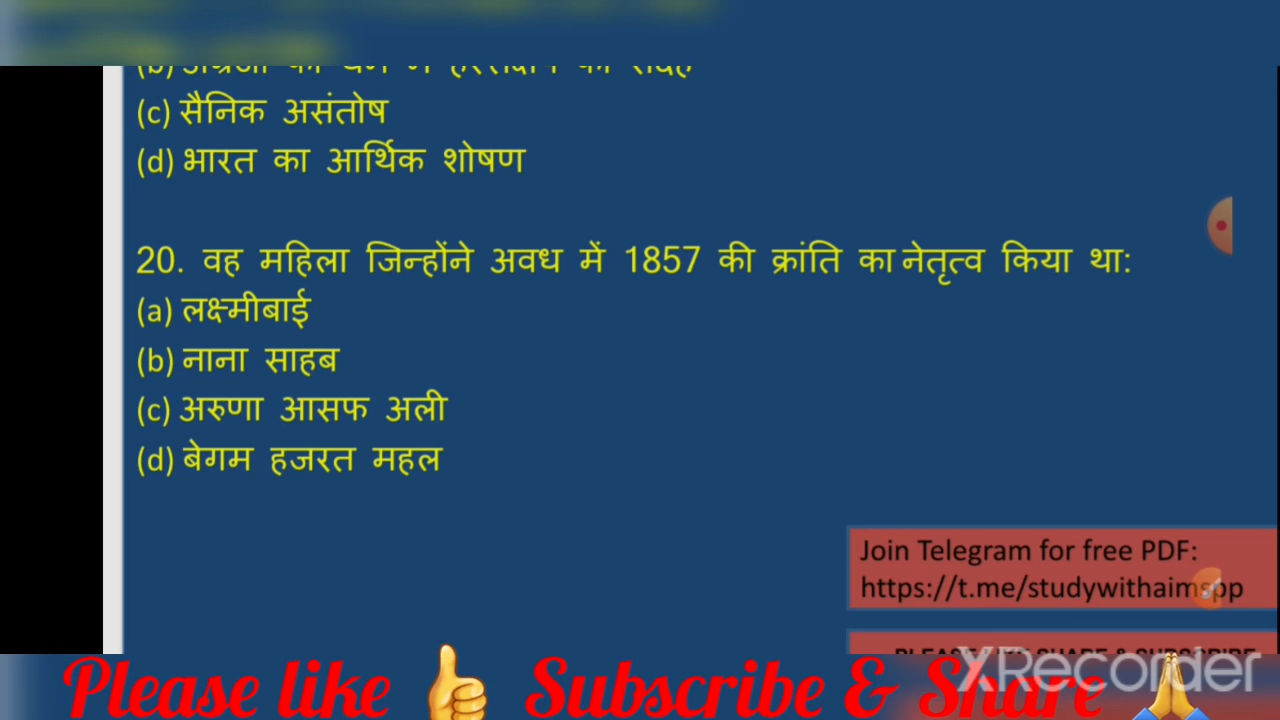 (c) सैनिक असंतोष
(d) भारत का आर्थिक शोषण
20. वह महिला जिन्होंने अवध में 1857 की क्रांति का नेतृत्व किया था:
(a) लक्ष्मीबाई
(b) नाना साहब
(c) अरुणा आसफ अली
(d) बेगम हजरत महल
Join Telegram for free PDF:
https://t.me/studywithaimspp
Please like 👍 Subscribe & Share 🙏
XRecorder